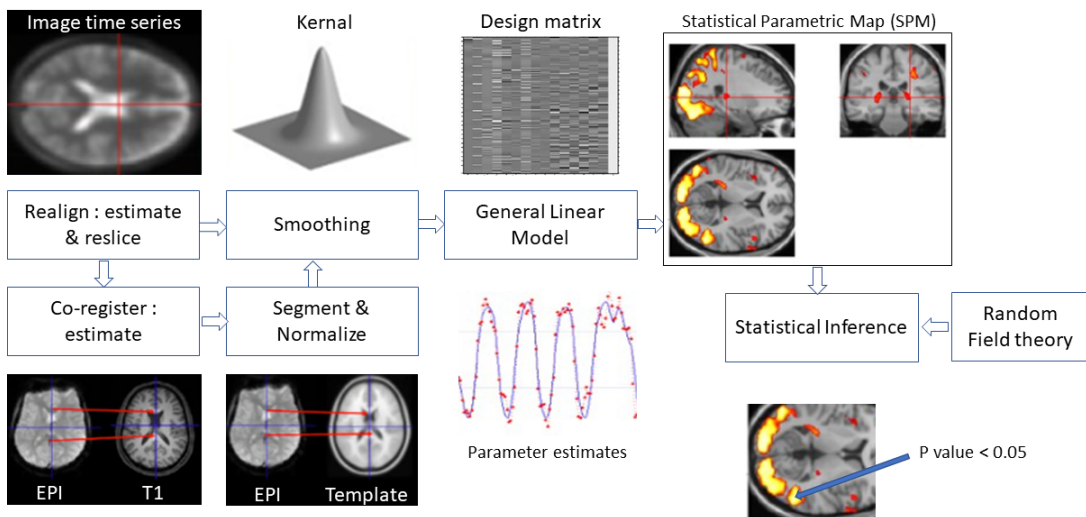 Image time series
Kernal
Design matrix
Statistical Parametric Map (SPM)
Realign : estimate
& reslice
Smoothing
General Linear
Model
Co-register :
estimate
Segment &
Normalize
Statistical Inference
Random
Field theory
Parameter estimates
P value < 0.05
EPI
T1
EPI
Template